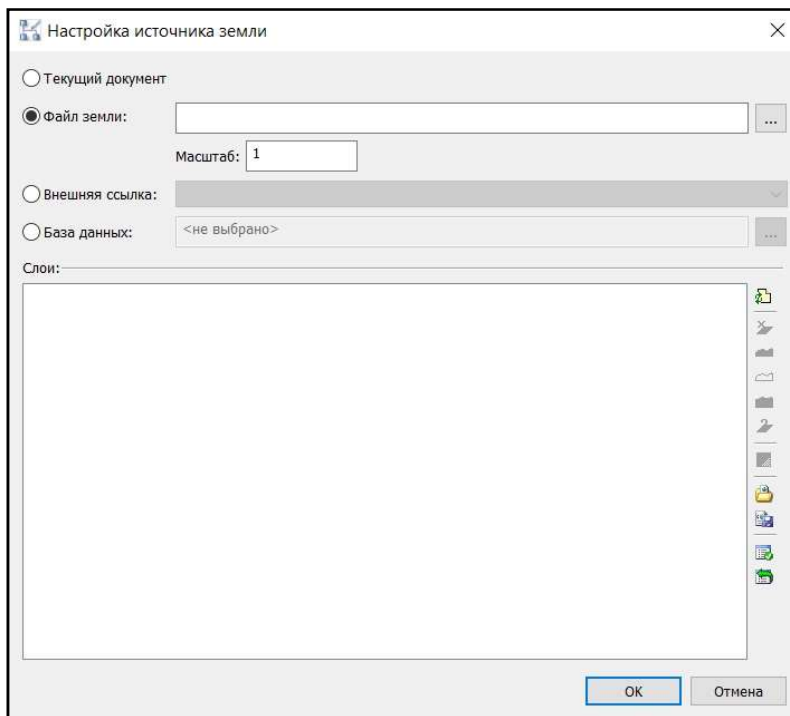 Настройка источника земли
Текущий документ
Файл земли:
...
Масштаб: 1
Внешняя ссылка:
База данных: <не выбрано> ...
Слои:
OK Отмена